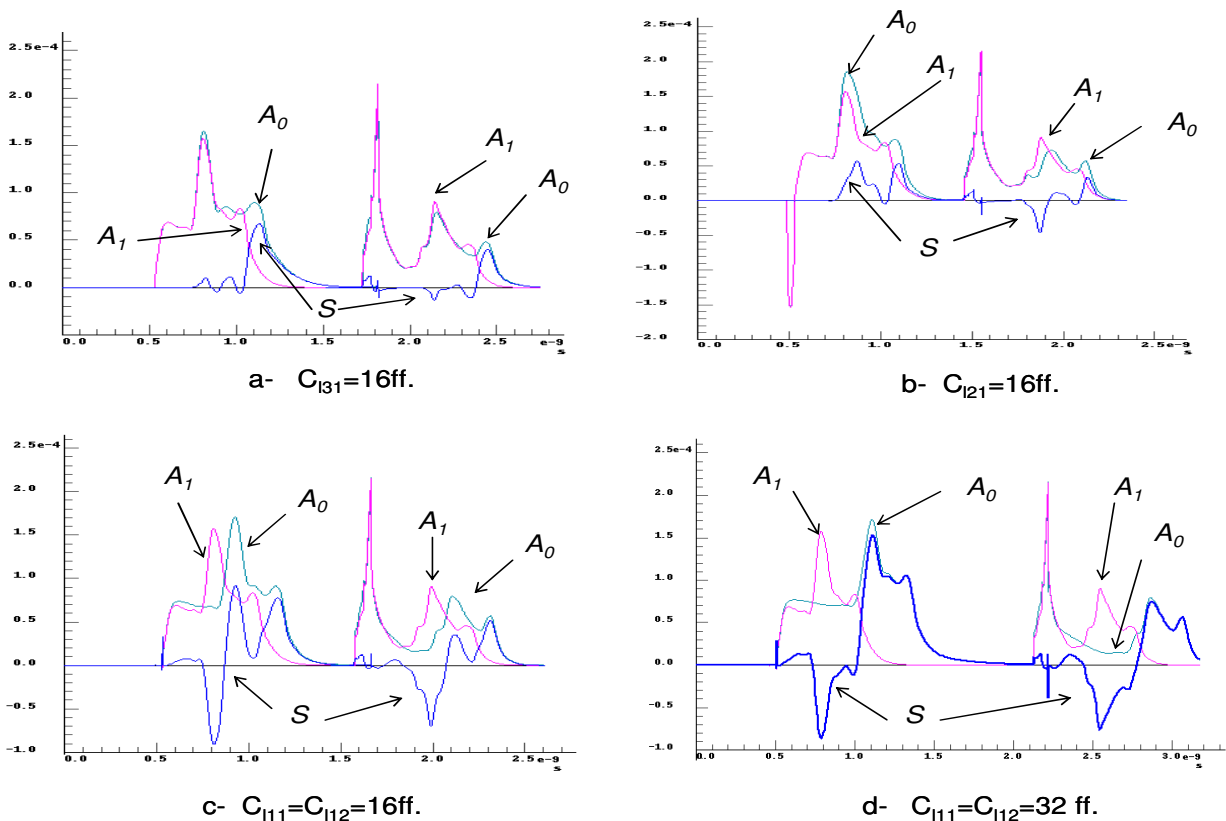 2.5e-4
2.0
1.5
1.0
0.5
0.0
A₀
A₁
A₁
A₀
S
0.0 0.5 1.0 1.5 2.0 2.5 e-9
s
a- Cl31=16ff.
2.5e-4
2.0
1.5
1.0
0.5
0.0
-0.5
-1.0
-1.5
-2.0
A₀
A₁
A₁
A₀
S
0.0 0.5 1.0 1.5 2.0 2.5e-9
s
b- Cl21=16ff.
2.5e-4
2.0
1.5
1.0
0.5
0.0
-0.5
-1.0
A₁
A₀
A₁
A₀
S
0.0 0.5 1.0 1.5 2.0 2.5e-9
s
c- Cl11=Cl12=16ff.
2.5e-4
2.0
1.5
1.0
0.5
0.0
-0.5
-1.0
A₁
A₀
A₁
A₀
S
0.0 0.5 1.0 1.5 2.0 2.5 3.0e-9
s
d- Cl11=Cl12=32 ff.